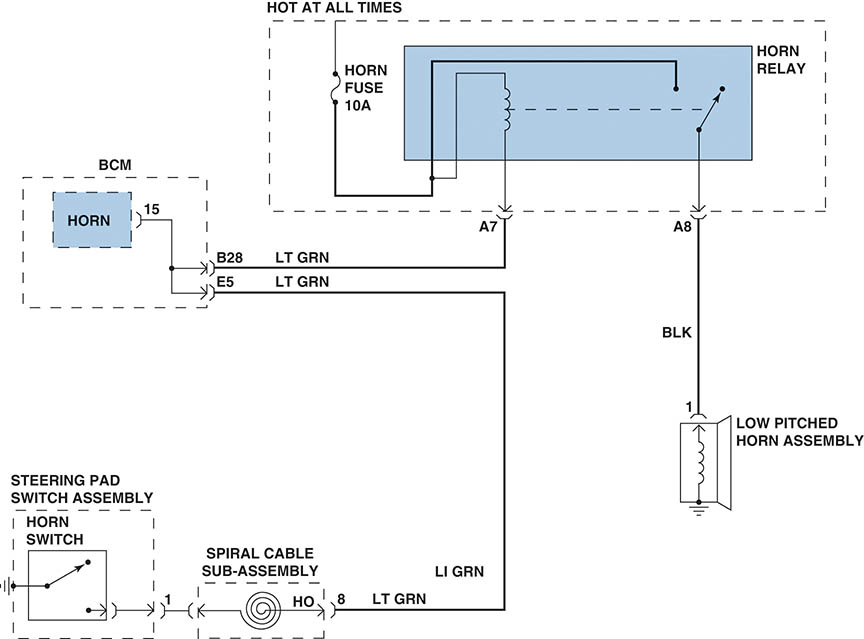 HOT AT ALL TIMES
HORN
FUSE
10A
HORN
RELAY
BCM
HORN
15
A7
A8
B28
LT GRN
E5
LT GRN
BLK
1
LOW PITCHED
HORN ASSEMBLY
STEERING PAD
SWITCH ASSEMBLY
HORN
SWITCH
SPIRAL CABLE
SUB-ASSEMBLY
LI GRN
1
HO
8
LT GRN